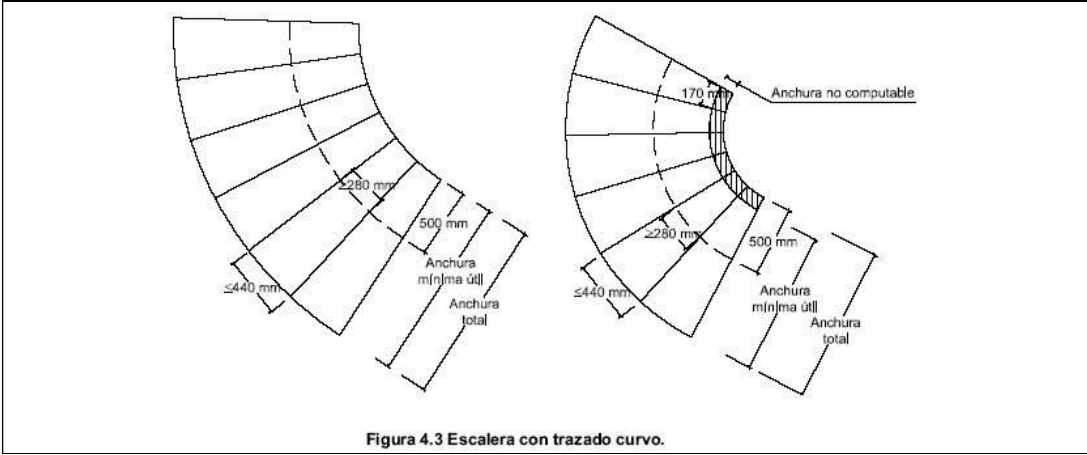 ≥280 mm
500 mm
≤440 mm
Anchura
mínima útil
Anchura
total
170 mm
Anchura no computable
≥280 mm
500 mm
≤440 mm
Anchura
mínima útil
Anchura
total
Figura 4.3 Escalera con trazado curvo.